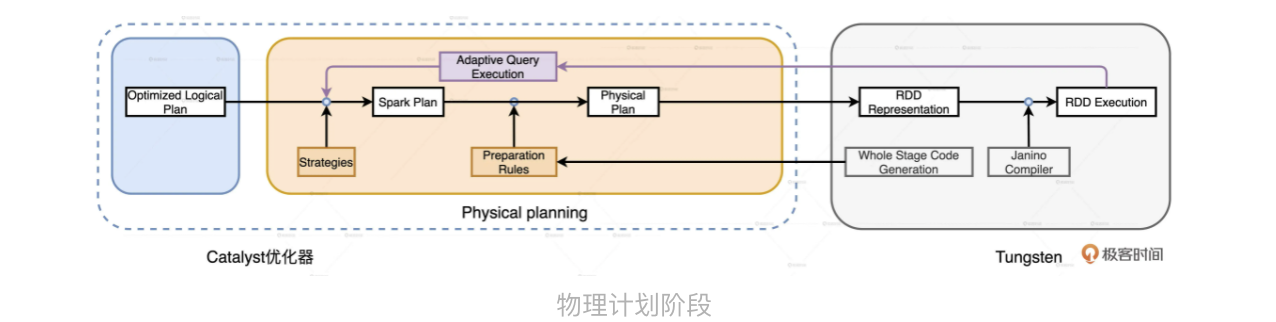 Adaptive Query
Execution
Optimized Logical
Plan
Spark Plan
Physical
Plan
RDD
Representation
RDD Execution
Strategies
Preparation
Rules
Whole Stage Code
Generation
Janino
Compiler
Physical planning
Catalyst优化器
Tungsten
极客时间
物理计划阶段